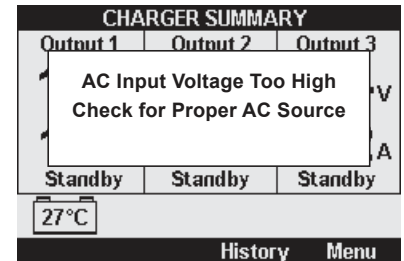 CHARGER SUMMARY
Output 1 Output 2 Output 3
AC Input Voltage Too High
Check for Proper AC Source
V
A
Standby Standby Standby
27°C
History Menu